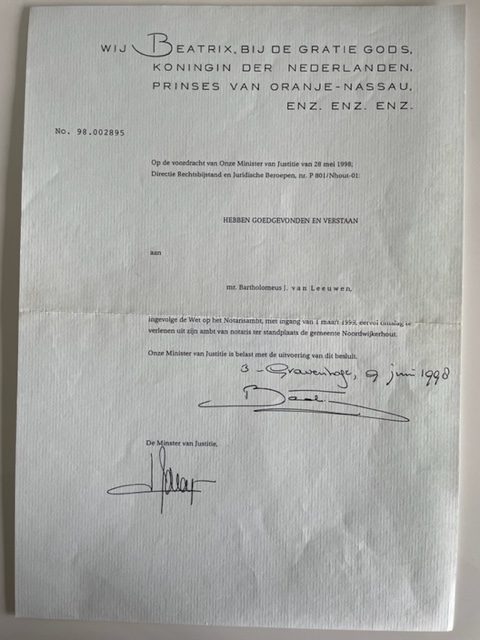 WIJ BEATRIX, BIJ DE GRATIE GODS,
KONINGIN DER NEDERLANDEN,
PRINSES VAN ORANJE-NASSAU,
ENZ. ENZ. ENZ.
No. 98.002895
Op de voordracht van Onze Minister van Justitie van 28 mei 1998;
Directie Rechtsbijstand en Juridische Beroepen, nr. P 801/Nhout-01:
HEBBEN GOEDGEVONDEN EN VERSTAAN
aan
mr. Bartholomeus J. van Leeuwen,
ingevolge de Wet op het Notarisambt, met ingang van 1 maart 1999, eervol ontslag te
verlenen uit zijn ambt van notaris ter standplaats de gemeente Noordwijkerhout.
Onze Minister van Justitie is belast met de uitvoering van dit besluit.
's-Gravenhage, 9 juni 1998
De Minister van Justitie,